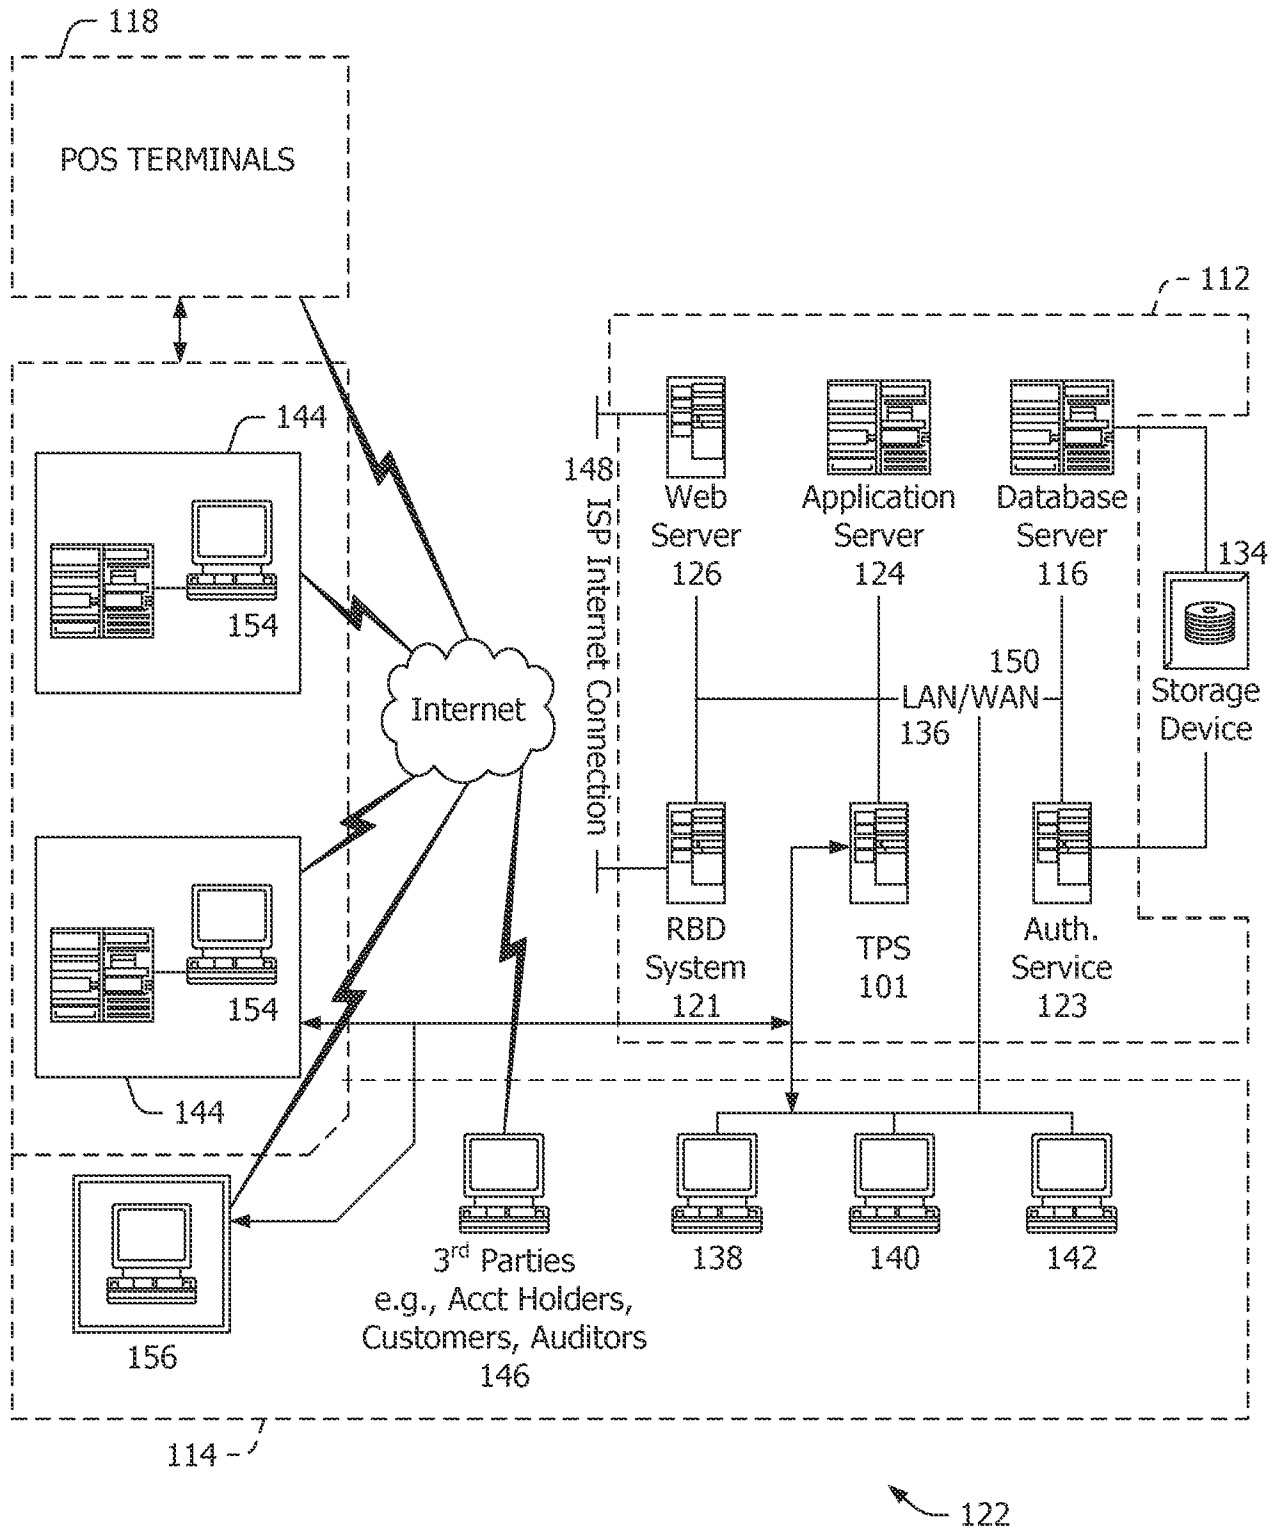 118
POS TERMINALS
112
144
148
ISP Internet Connection
Web
Server
126
Application
Server
124
Database
Server
116
134
Storage
Device
154
150
LAN/WAN
136
Internet
RBD
System
121
TPS
101
Auth.
Service
123
154
144
156
3rd Parties
e.g., Acct Holders,
Customers, Auditors
146
138
140
142
114
122